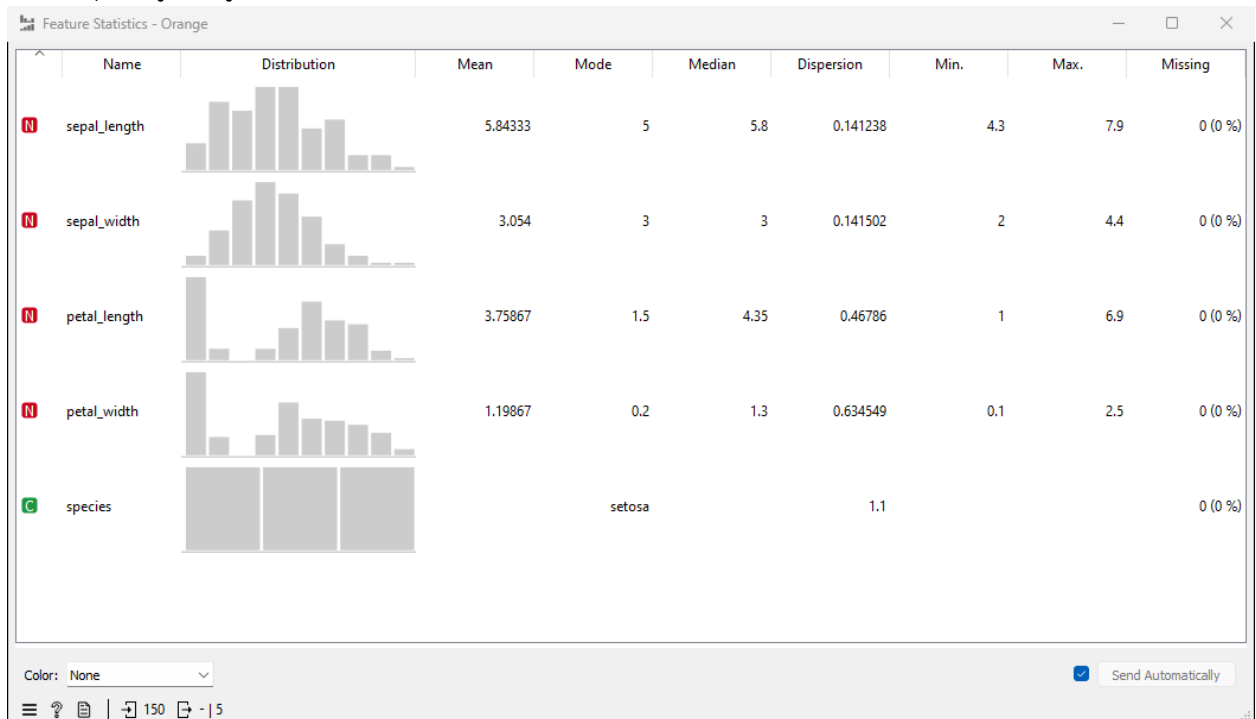 Feature Statistics - Orange
Name Distribution Mean Mode Median Dispersion Min. Max. Missing
N sepal_length 5.84333 5 5.8 0.141238 4.3 7.9 0 (0 %)
N sepal_width 3.054 3 3 0.141502 2 4.4 0 (0 %)
N petal_length 3.75867 1.5 4.35 0.46786 1 6.9 0 (0 %)
N petal_width 1.19867 0.2 1.3 0.634549 0.1 2.5 0 (0 %)
C species setosa 1.1 0 (0 %)
Color: None Send Automatically
? 150 - | 5